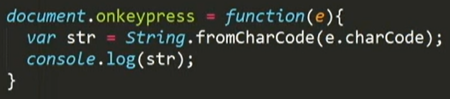 document.onkeypress = function(e){
  var str = String.fromCharCode(e.charCode);
  console.log(str);
}